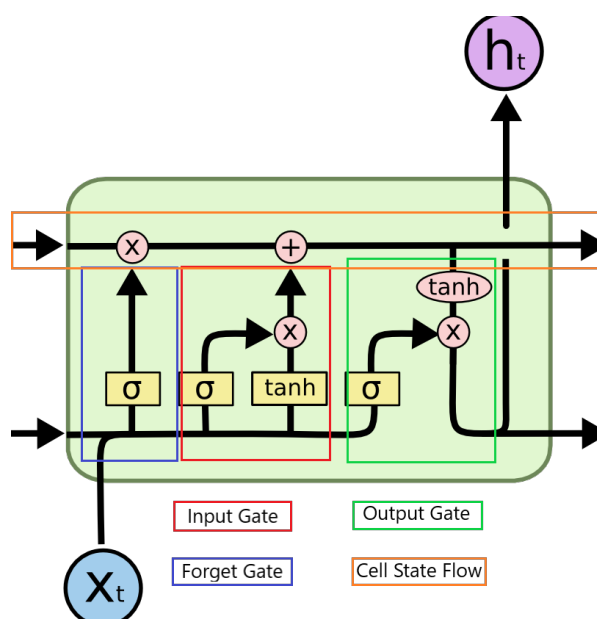 ht
x +
tanh
x x
σ σ tanh σ
Input Gate Output Gate
Forget Gate Cell State Flow
xt